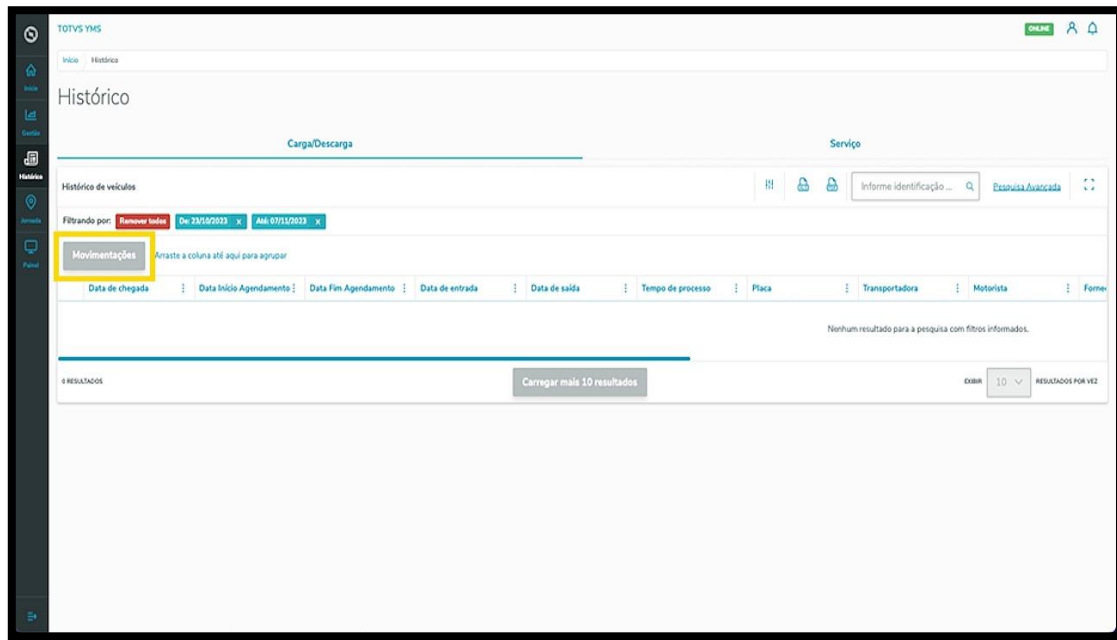 TOTVS YMS
ONLINE
Início
Gestão
Histórico
Jornada
Painel
Início Histórico
Histórico
Carga/Descarga Serviço
Histórico de veículos Informe identificação ... Pesquisa Avançada
Filtrando por: Remover todos De: 23/10/2023 x Até: 07/11/2023 x
Movimentações Arraste a coluna até aqui para agrupar
Data de chegada Data Início Agendamento Data Fim Agendamento Data de entrada Data de saída Tempo de processo Placa Transportadora Motorista Forne
Nenhum resultado para a pesquisa com filtros informados.
0 RESULTADOS Carregar mais 10 resultados EXIBIR 10 RESULTADOS POR VEZ